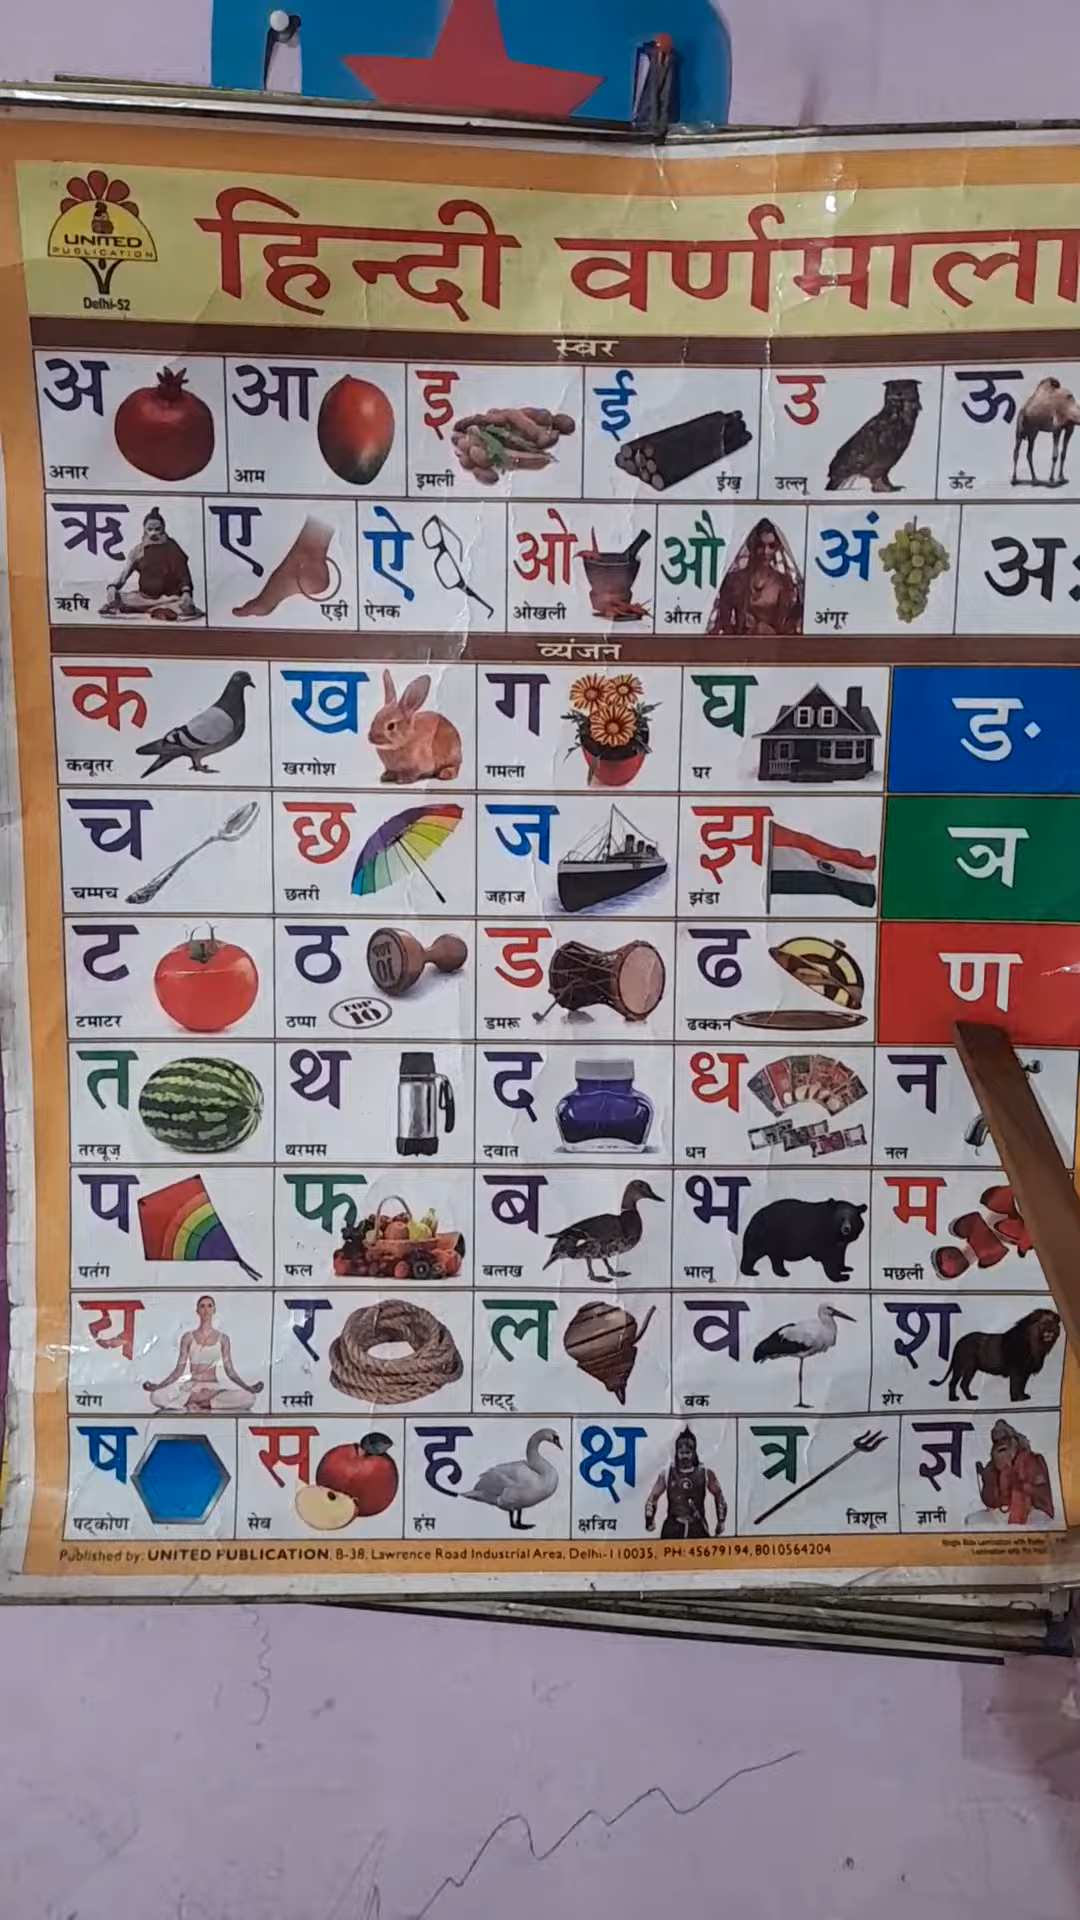 UNITED
PUBLICATION
Delhi-52
हिन्दी वर्णमाला
स्वर
अ आ इ ई उ ऊ
अनार आम इमली ईख़ उल्लू ऊँट
ऋ ए ऐ ओ औ अं अः
ऋषि एड़ी ऐनक ओखली औरत अंगूर
व्यंजन
क ख ग घ ङ
कबूतर खरगोश गमला घर
च छ ज झ ञ
चम्मच छतरी जहाज झंडा
ट ठ ड ढ ण
TOP
10
टमाटर ठप्पा डमरू ढक्कन
त थ द ध न
तरबूज़ थरमस दवात धन नल
प फ ब भ म
पतंग फल बत्तख भालू मछली
य र ल व श
योग रस्सी लट्टू वक शेर
ष स ह क्ष त्र ज्ञ
षट्कोण सेब हंस क्षत्रिय त्रिशूल ज्ञानी
Published by: UNITED PUBLICATION, B-38, Lawrence Road Industrial Area, Delhi-110035, PH: 45679194, 8010564204